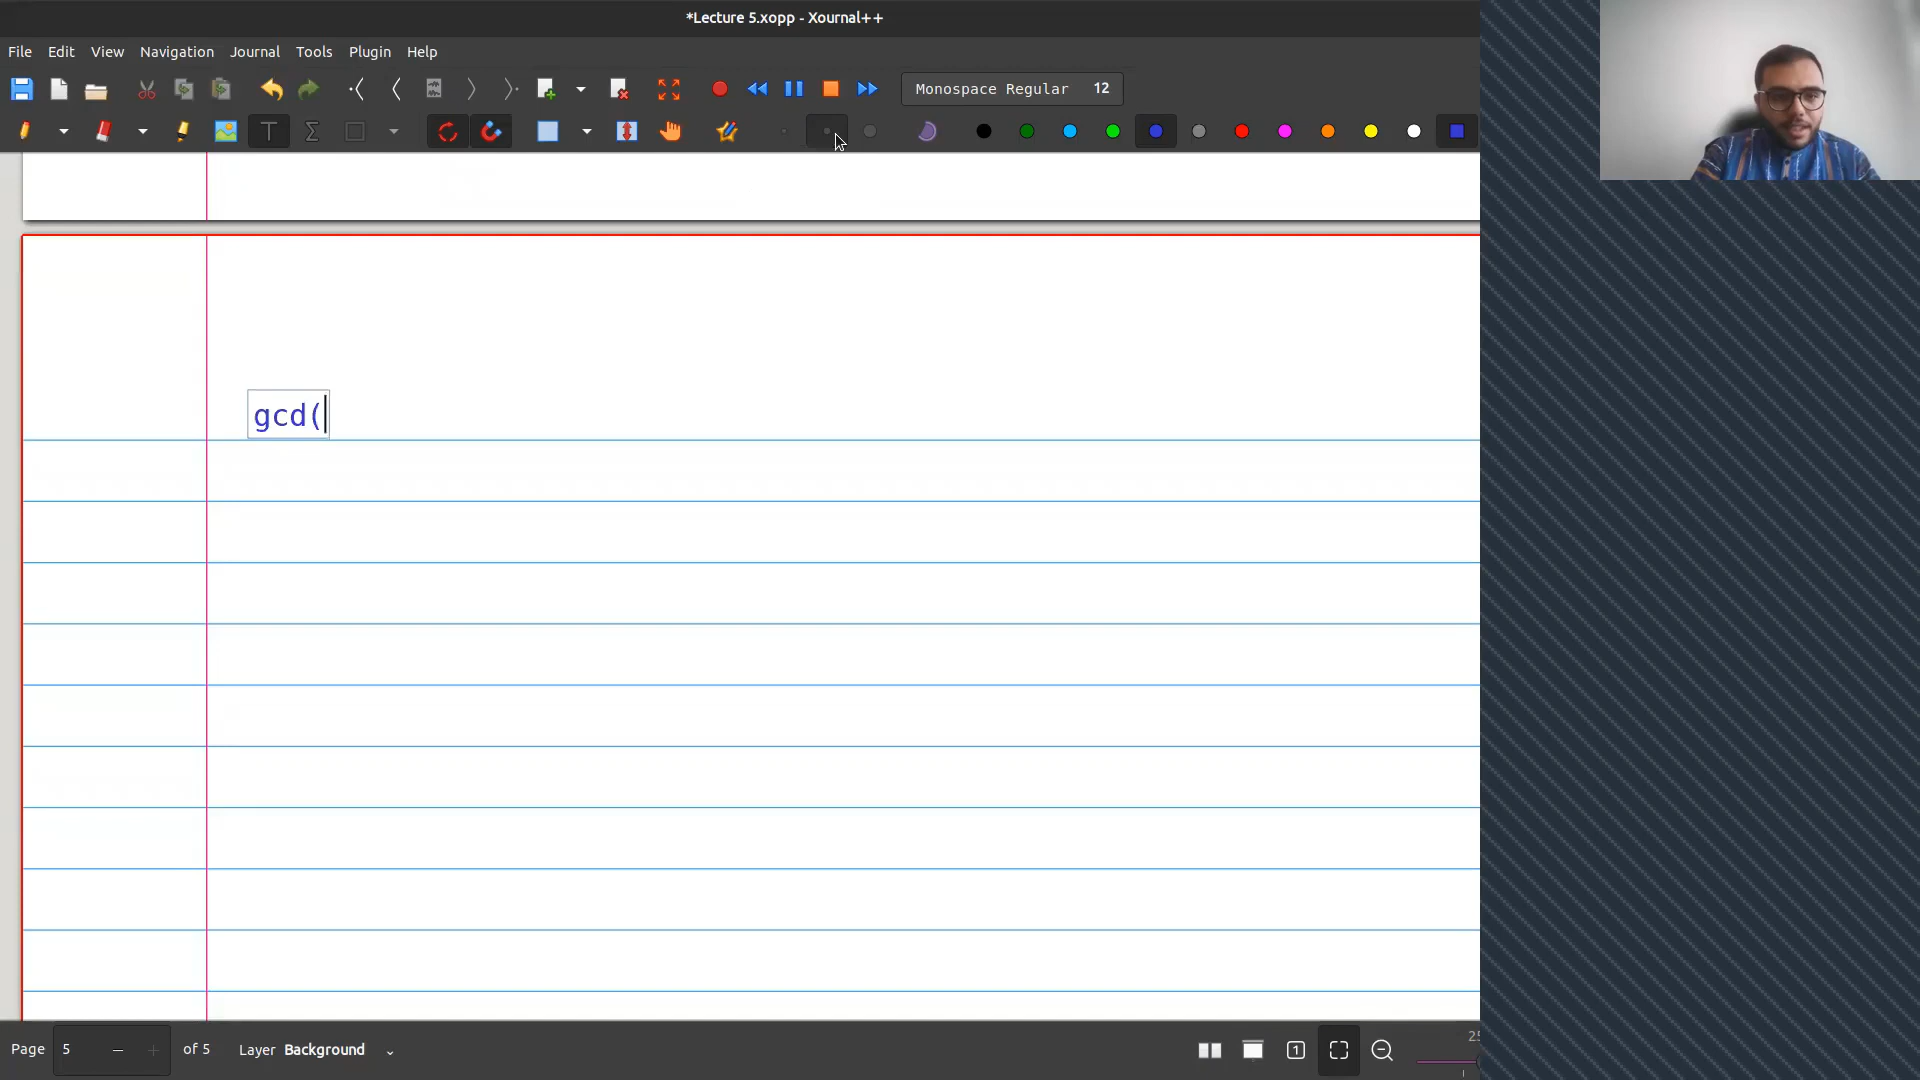 *Lecture 5.xopp - Xournal++
File Edit View Navigation Journal Tools Plugin Help
Monospace Regular 12
gcd(
Page 5 of 5 Layer Background